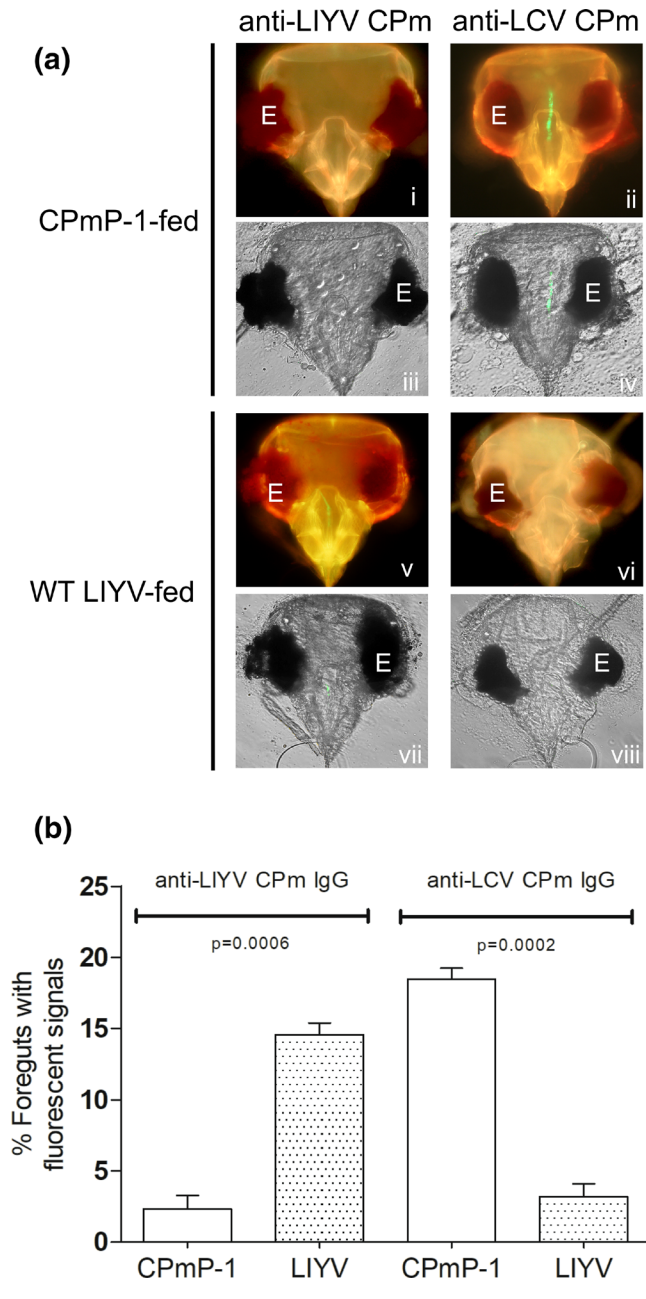 anti-LIYV CPm anti-LCV CPm
(a)
E E
i ii
CPmP-1-fed
E E
iii iv
E E
v vi
WT LIYV-fed
E E
vii viii
(b)
anti-LIYV CPm IgG anti-LCV CPm IgG
p=0.0006 p=0.0002
% Foreguts with
fluorescent signals
25
20
15
10
5
0
CPmP-1 LIYV CPmP-1 LIYV